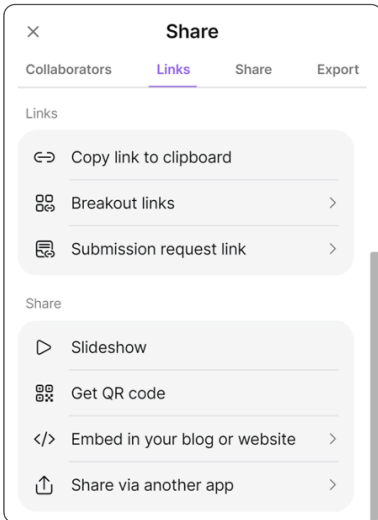 Share
Collaborators Links Share Export
Links
Copy link to clipboard
Breakout links
Submission request link
Share
Slideshow
Get QR code
Embed in your blog or website
Share via another app